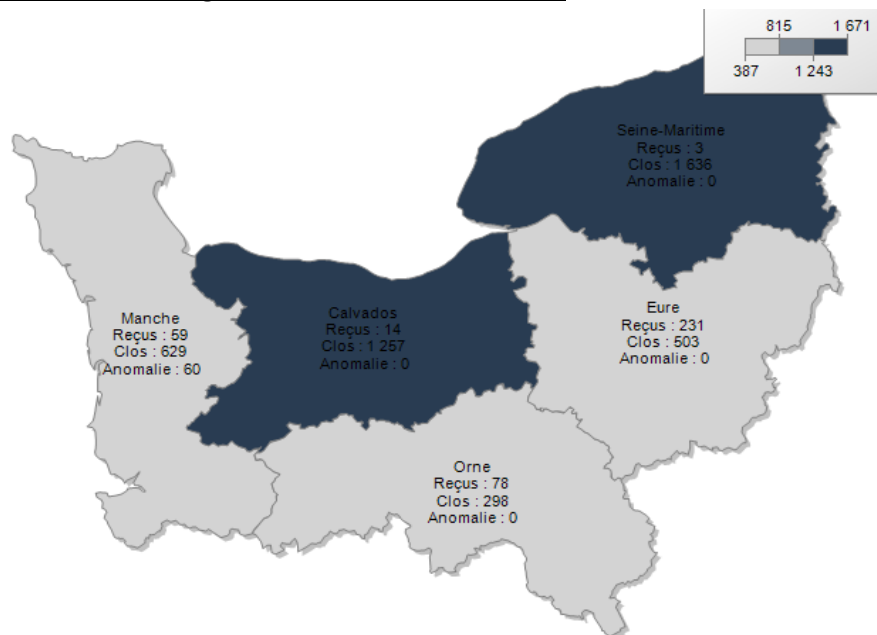 815 1 671
387 1 243
Seine-Maritime
Reçus : 3
Clos : 1 636
Anomalie : 0
Manche
Reçus : 59
Clos : 629
Anomalie : 60
Calvados
Reçus : 14
Clos : 1 257
Anomalie : 0
Eure
Reçus : 231
Clos : 503
Anomalie : 0
Orne
Reçus : 78
Clos : 298
Anomalie : 0